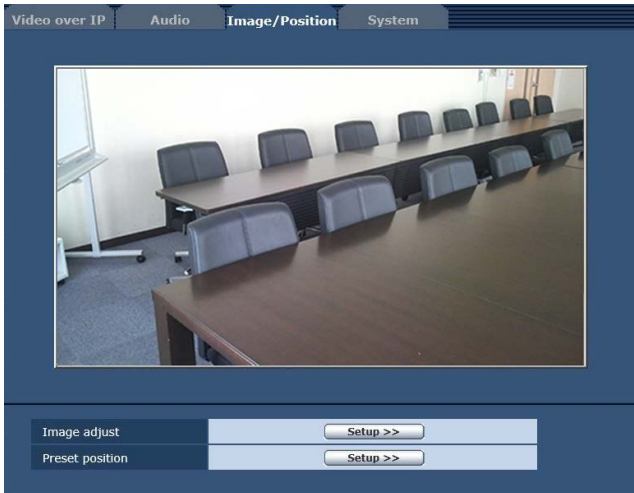 Video over IP Audio Image/Position System
Image adjust Setup >>
Preset position Setup >>